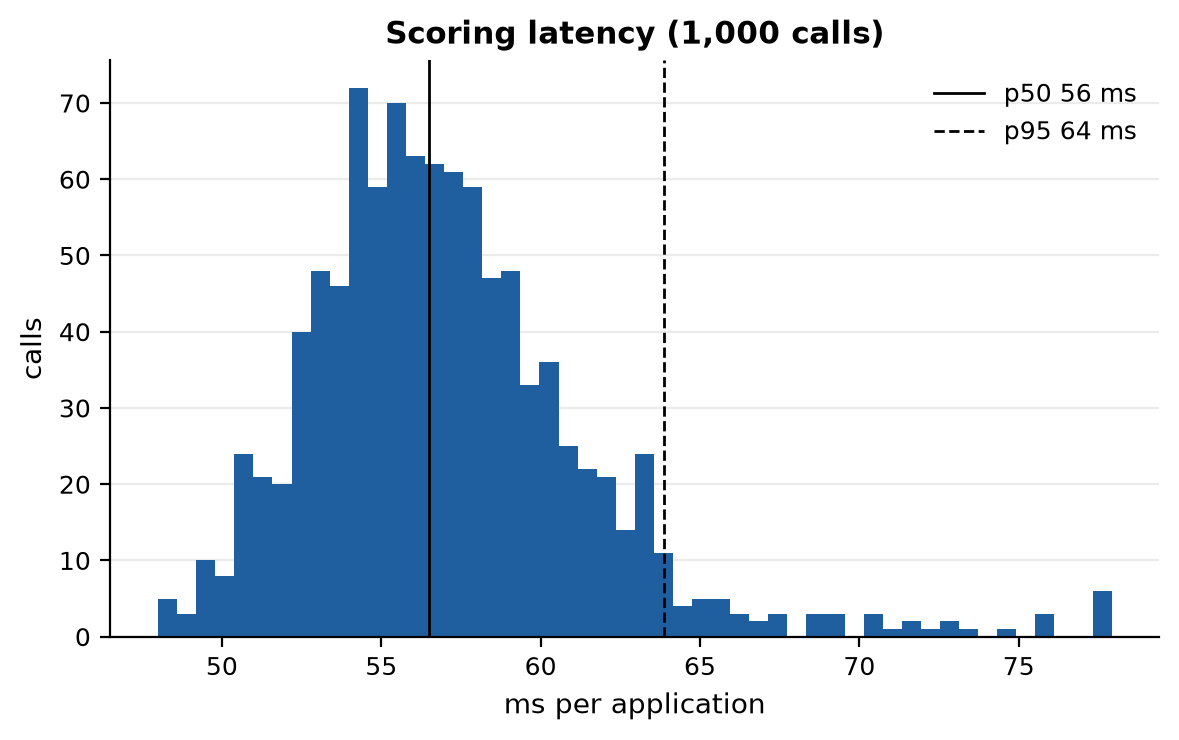 Scoring latency (1,000 calls)
p50 56 ms
p95 64 ms
calls
70
60
50
40
30
20
10
0
50 55 60 65 70 75
ms per application